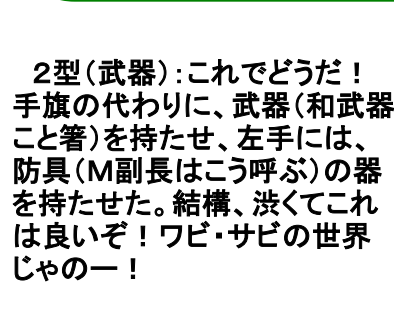 ２型（武器）：これでどうだ！
手旗の代わりに、武器（和武器
こと箸）を持たせ、左手には、
防具（Ｍ副長はこう呼ぶ）の器
を持たせた。結構、渋くてこれ
は良いぞ！ワビ・サビの世界
じゃのー！